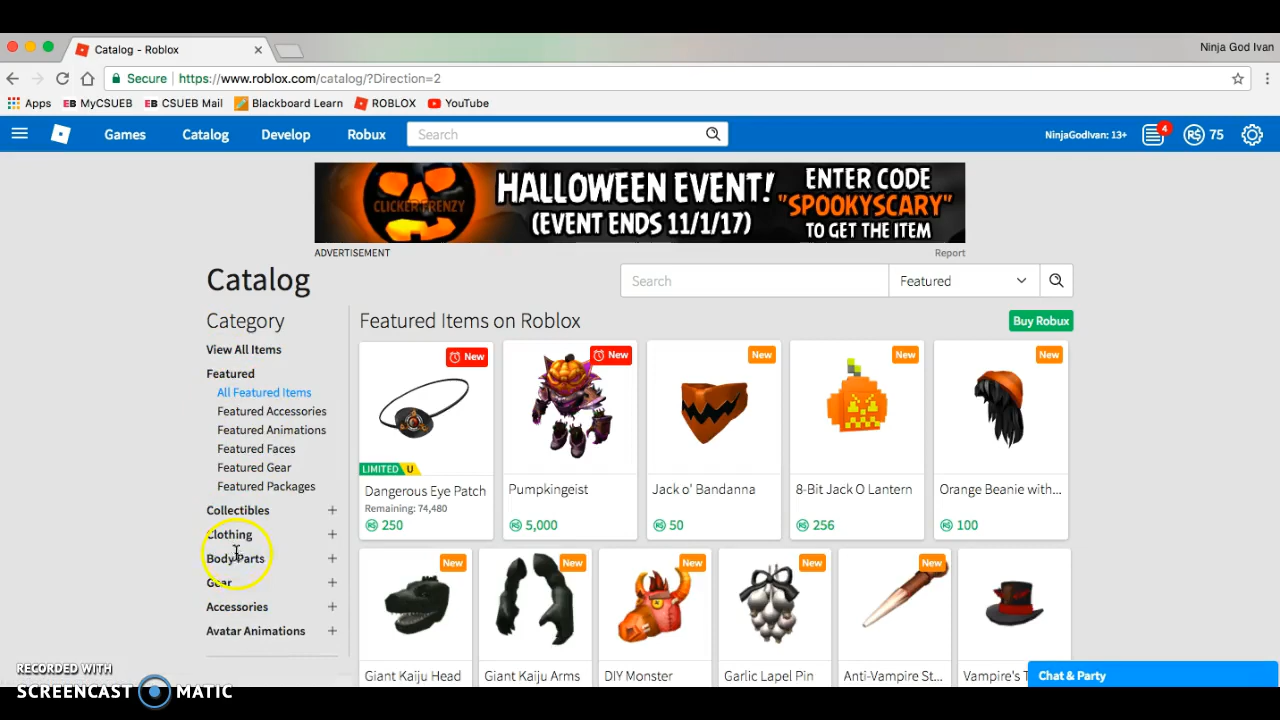 Catalog - Roblox
Ninja God Ivan
Secure
https://www.roblox.com/catalog/?Direction=2
Apps
EB MyCSUEB
EB CSUEB Mail
Blackboard Learn
ROBLOX
YouTube
Games
Catalog
Develop
Robux
Search
NinjaGodIvan: 13+
4
R$ 75
CLICKER FRENZY
HALLOWEEN EVENT!
(EVENT ENDS 11/1/17)
ENTER CODE
"SPOOKYSCARY"
TO GET THE ITEM
ADVERTISEMENT
Report
Catalog
Search
Featured
Category
View All Items
Featured
All Featured Items
Featured Accessories
Featured Animations
Featured Faces
Featured Gear
Featured Packages
Collectibles +
Clothing +
Body Parts +
Gear +
Accessories +
Avatar Animations +
Featured Items on Roblox
Buy Robux
New
LIMITED U
Dangerous Eye Patch
Remaining: 74,480
R$ 250
New
Pumpkingeist
R$ 5,000
New
Jack o' Bandanna
R$ 50
New
8-Bit Jack O Lantern
R$ 256
New
Orange Beanie with...
R$ 100
New
Giant Kaiju Head
New
Giant Kaiju Arms
New
DIY Monster
New
Garlic Lapel Pin
New
Anti-Vampire St...
Vampire's T
Chat & Party
RECORDED WITH
SCREENCAST MATIC